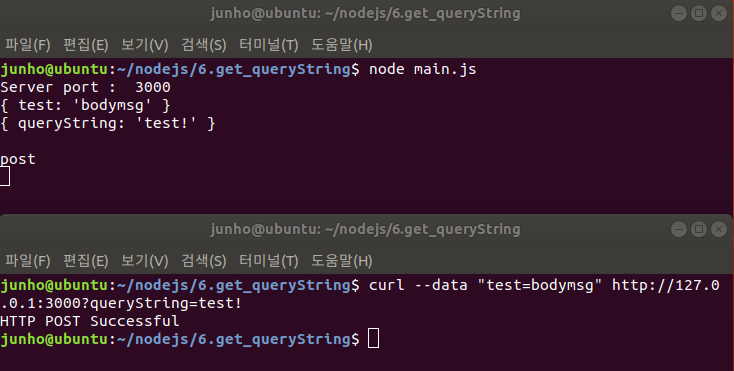 junho@ubuntu: ~/nodejs/6.get_queryString
파일(F) 편집(E) 보기(V) 검색(S) 터미널(T) 도움말(H)
junho@ubuntu:~/nodejs/6.get_queryString$ node main.js
Server port :  3000
{ test: 'bodymsg' }
{ queryString: 'test!' }
post
junho@ubuntu: ~/nodejs/6.get_queryString
파일(F) 편집(E) 보기(V) 검색(S) 터미널(T) 도움말(H)
junho@ubuntu:~/nodejs/6.get_queryString$ curl --data "test=bodymsg" http://127.0
.0.1:3000?queryString=test!
HTTP POST Successful
junho@ubuntu:~/nodejs/6.get_queryString$